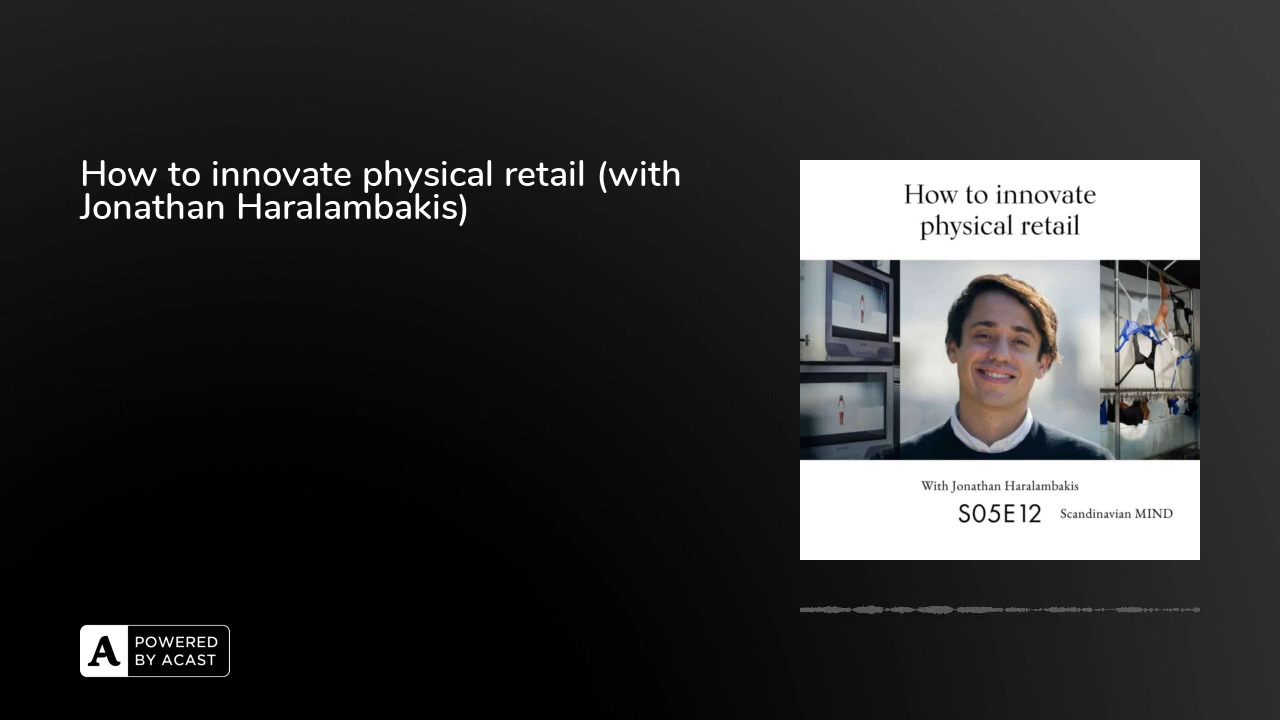 How to innovate physical retail (with
Jonathan Haralambakis)
How to innovate
physical retail
With Jonathan Haralambakis
S05E12 Scandinavian MIND
A POWERED
BY ACAST